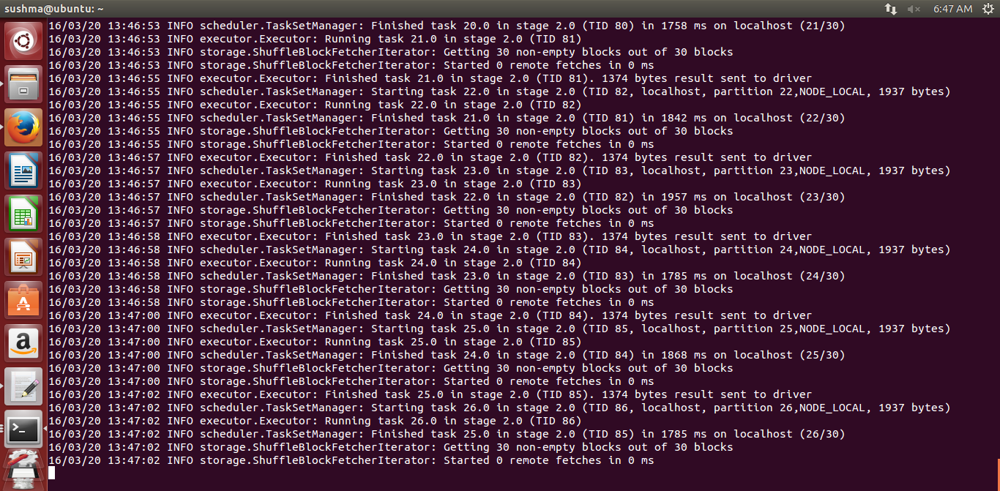 sushma@ubuntu: ~
6:47 AM
16/03/20 13:46:53 INFO scheduler.TaskSetManager: Finished task 20.0 in stage 2.0 (TID 80) in 1758 ms on localhost (21/30)
16/03/20 13:46:53 INFO executor.Executor: Running task 21.0 in stage 2.0 (TID 81)
16/03/20 13:46:53 INFO storage.ShuffleBlockFetcherIterator: Getting 30 non-empty blocks out of 30 blocks
16/03/20 13:46:53 INFO storage.ShuffleBlockFetcherIterator: Started 0 remote fetches in 0 ms
16/03/20 13:46:55 INFO executor.Executor: Finished task 21.0 in stage 2.0 (TID 81). 1374 bytes result sent to driver
16/03/20 13:46:55 INFO scheduler.TaskSetManager: Starting task 22.0 in stage 2.0 (TID 82, localhost, partition 22,NODE_LOCAL, 1937 bytes)
16/03/20 13:46:55 INFO executor.Executor: Running task 22.0 in stage 2.0 (TID 82)
16/03/20 13:46:55 INFO scheduler.TaskSetManager: Finished task 21.0 in stage 2.0 (TID 81) in 1842 ms on localhost (22/30)
16/03/20 13:46:55 INFO storage.ShuffleBlockFetcherIterator: Getting 30 non-empty blocks out of 30 blocks
16/03/20 13:46:55 INFO storage.ShuffleBlockFetcherIterator: Started 0 remote fetches in 0 ms
16/03/20 13:46:57 INFO executor.Executor: Finished task 22.0 in stage 2.0 (TID 82). 1374 bytes result sent to driver
16/03/20 13:46:57 INFO scheduler.TaskSetManager: Starting task 23.0 in stage 2.0 (TID 83, localhost, partition 23,NODE_LOCAL, 1937 bytes)
16/03/20 13:46:57 INFO executor.Executor: Running task 23.0 in stage 2.0 (TID 83)
16/03/20 13:46:57 INFO scheduler.TaskSetManager: Finished task 22.0 in stage 2.0 (TID 82) in 1957 ms on localhost (23/30)
16/03/20 13:46:57 INFO storage.ShuffleBlockFetcherIterator: Getting 30 non-empty blocks out of 30 blocks
16/03/20 13:46:57 INFO storage.ShuffleBlockFetcherIterator: Started 0 remote fetches in 0 ms
16/03/20 13:46:58 INFO executor.Executor: Finished task 23.0 in stage 2.0 (TID 83). 1374 bytes result sent to driver
16/03/20 13:46:58 INFO scheduler.TaskSetManager: Starting task 24.0 in stage 2.0 (TID 84, localhost, partition 24,NODE_LOCAL, 1937 bytes)
16/03/20 13:46:58 INFO executor.Executor: Running task 24.0 in stage 2.0 (TID 84)
16/03/20 13:46:58 INFO scheduler.TaskSetManager: Finished task 23.0 in stage 2.0 (TID 83) in 1785 ms on localhost (24/30)
16/03/20 13:46:58 INFO storage.ShuffleBlockFetcherIterator: Getting 30 non-empty blocks out of 30 blocks
16/03/20 13:46:58 INFO storage.ShuffleBlockFetcherIterator: Started 0 remote fetches in 0 ms
16/03/20 13:47:00 INFO executor.Executor: Finished task 24.0 in stage 2.0 (TID 84). 1374 bytes result sent to driver
16/03/20 13:47:00 INFO scheduler.TaskSetManager: Starting task 25.0 in stage 2.0 (TID 85, localhost, partition 25,NODE_LOCAL, 1937 bytes)
16/03/20 13:47:00 INFO executor.Executor: Running task 25.0 in stage 2.0 (TID 85)
16/03/20 13:47:00 INFO scheduler.TaskSetManager: Finished task 24.0 in stage 2.0 (TID 84) in 1868 ms on localhost (25/30)
16/03/20 13:47:00 INFO storage.ShuffleBlockFetcherIterator: Getting 30 non-empty blocks out of 30 blocks
16/03/20 13:47:00 INFO storage.ShuffleBlockFetcherIterator: Started 0 remote fetches in 0 ms
16/03/20 13:47:02 INFO executor.Executor: Finished task 25.0 in stage 2.0 (TID 85). 1374 bytes result sent to driver
16/03/20 13:47:02 INFO scheduler.TaskSetManager: Starting task 26.0 in stage 2.0 (TID 86, localhost, partition 26,NODE_LOCAL, 1937 bytes)
16/03/20 13:47:02 INFO executor.Executor: Running task 26.0 in stage 2.0 (TID 86)
16/03/20 13:47:02 INFO scheduler.TaskSetManager: Finished task 25.0 in stage 2.0 (TID 85) in 1785 ms on localhost (26/30)
16/03/20 13:47:02 INFO storage.ShuffleBlockFetcherIterator: Getting 30 non-empty blocks out of 30 blocks
16/03/20 13:47:02 INFO storage.ShuffleBlockFetcherIterator: Started 0 remote fetches in 0 ms